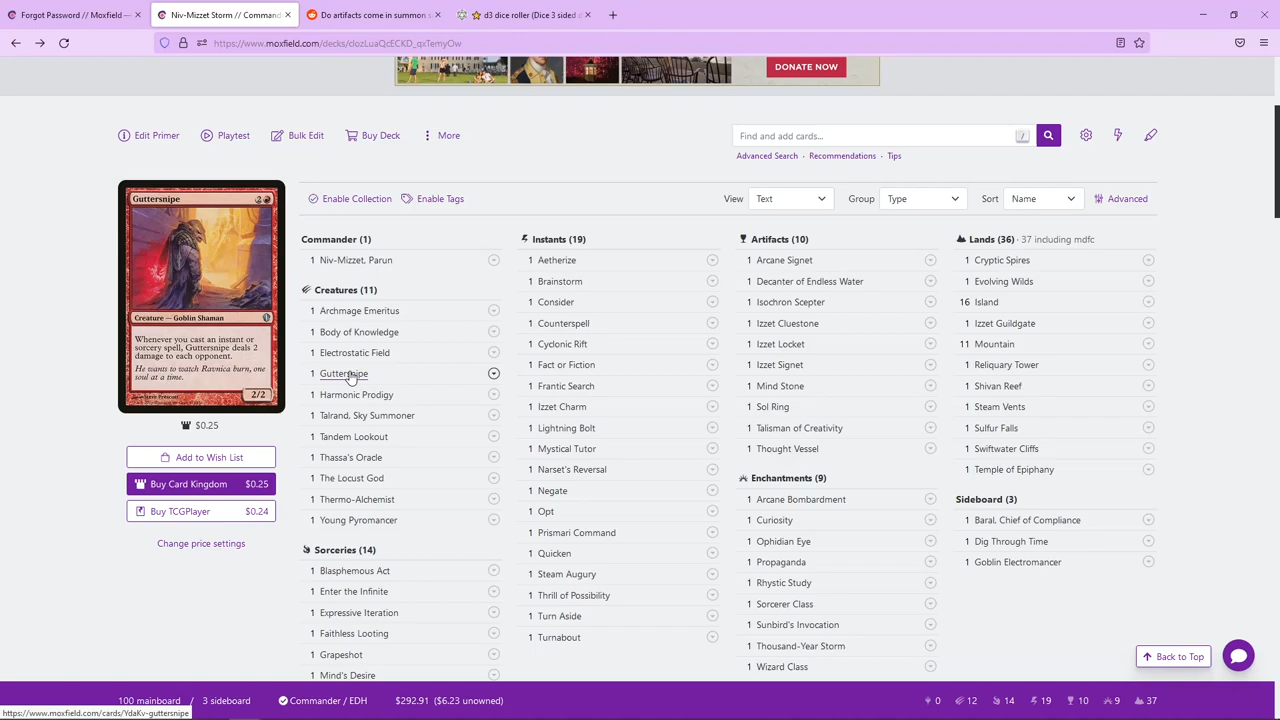 Forgot Password // Moxfield —
Niv-Mizzet Storm // Command
Do artifacts come in summon s
d3 dice roller (Dice 3 sided d
https://www.moxfield.com/decks/clozLuaQcECKD_qxTemyOw
DONATE NOW
Edit Primer
Playtest
Bulk Edit
Buy Deck
More
Find and add cards...
/
Advanced Search · Recommendations · Tips
Guttersnipe
2
Creature — Goblin Shaman
Whenever you cast an instant or
sorcery spell, Guttersnipe deals 2
damage to each opponent.
He wants to watch Ravnica burn, one
soul at a time.
2/2
$0.25
Add to Wish List
Buy Card Kingdom $0.25
Buy TCGPlayer $0.24
Change price settings
Enable Collection
Enable Tags
View Text
Group Type
Sort Name
Advanced
Commander (1)
1 Niv-Mizzet, Parun
Creatures (11)
1 Archmage Emeritus
1 Body of Knowledge
1 Electrostatic Field
1 Guttersnipe
1 Harmonic Prodigy
1 Talrand, Sky Summoner
1 Tandem Lookout
1 Thassa's Oracle
1 The Locust God
1 Thermo-Alchemist
1 Young Pyromancer
Sorceries (14)
1 Blasphemous Act
1 Enter the Infinite
1 Expressive Iteration
1 Faithless Looting
1 Grapeshot
1 Mind's Desire
Instants (19)
1 Aetherize
1 Brainstorm
1 Consider
1 Counterspell
1 Cyclonic Rift
1 Fact or Fiction
1 Frantic Search
1 Izzet Charm
1 Lightning Bolt
1 Mystical Tutor
1 Narset's Reversal
1 Negate
1 Opt
1 Prismari Command
1 Quicken
1 Steam Augury
1 Thrill of Possibility
1 Turn Aside
1 Turnabout
Artifacts (10)
1 Arcane Signet
1 Decanter of Endless Water
1 Isochron Scepter
1 Izzet Cluestone
1 Izzet Locket
1 Izzet Signet
1 Mind Stone
1 Sol Ring
1 Talisman of Creativity
1 Thought Vessel
Enchantments (9)
1 Arcane Bombardment
1 Curiosity
1 Ophidian Eye
1 Propaganda
1 Rhystic Study
1 Sorcerer Class
1 Sunbird's Invocation
1 Thousand-Year Storm
1 Wizard Class
Lands (36) · 37 including mdfc
1 Cryptic Spires
1 Evolving Wilds
16 Island
1 Izzet Guildgate
11 Mountain
1 Reliquary Tower
1 Shivan Reef
1 Steam Vents
1 Sulfur Falls
1 Swiftwater Cliffs
1 Temple of Epiphany
Sideboard (3)
1 Baral, Chief of Compliance
1 Dig Through Time
1 Goblin Electromancer
Back to Top
100 mainboard / 3 sideboard
Commander / EDH
$292.91 ($6.23 unowned)
0
12
14
19
10
9
37
https://www.moxfield.com/cards/YdaKv-guttersnipe